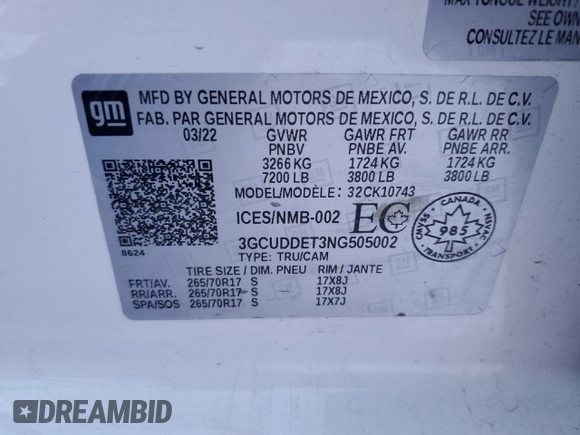 MAX TONGUE WEIGHT/
SEE OWN
CONSULTEZ LE MAN
gm
MFD BY GENERAL MOTORS DE MEXICO, S. DE R.L. DE C.V.
FAB. PAR GENERAL MOTORS DE MEXICO, S. DE R.L. DE C.V.
03/22 GVWR GAWR FRT GAWR RR
PNBV PNBE AV. PNBE ARR.
3266 KG 1724 KG 1724 KG
7200 LB 3800 LB 3800 LB
MODEL/MODÈLE: 32CK10743
ICES/NMB-002 EC
CANADA
985
TRANSPORT
8624
3GCUDDET3NG505002
TYPE: TRU/CAM
TIRE SIZE / DIM. PNEU RIM / JANTE
FRT/AV. 265/70R17 S 17X8J
RR/ARR. 265/70R17 S 17X8J
SPA/SOS 265/70R17 S 17X7J
DREAMBID